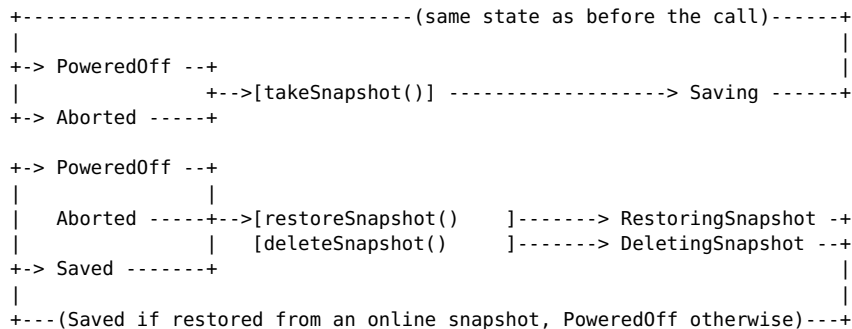 +----------------------------------(same state as before the call)------+
|                                                                       |
+-> PoweredOff --+                                                      |
|                +-->[takeSnapshot()] -------------------> Saving ------+
+-> Aborted -----+

+-> PoweredOff --+
|                |
|   Aborted -----+-->[restoreSnapshot()    ]-------> RestoringSnapshot -+
|                |   [deleteSnapshot()     ]-------> DeletingSnapshot --+
+-> Saved -------+                                                      |
|                                                                       |
+---(Saved if restored from an online snapshot, PoweredOff otherwise)---+